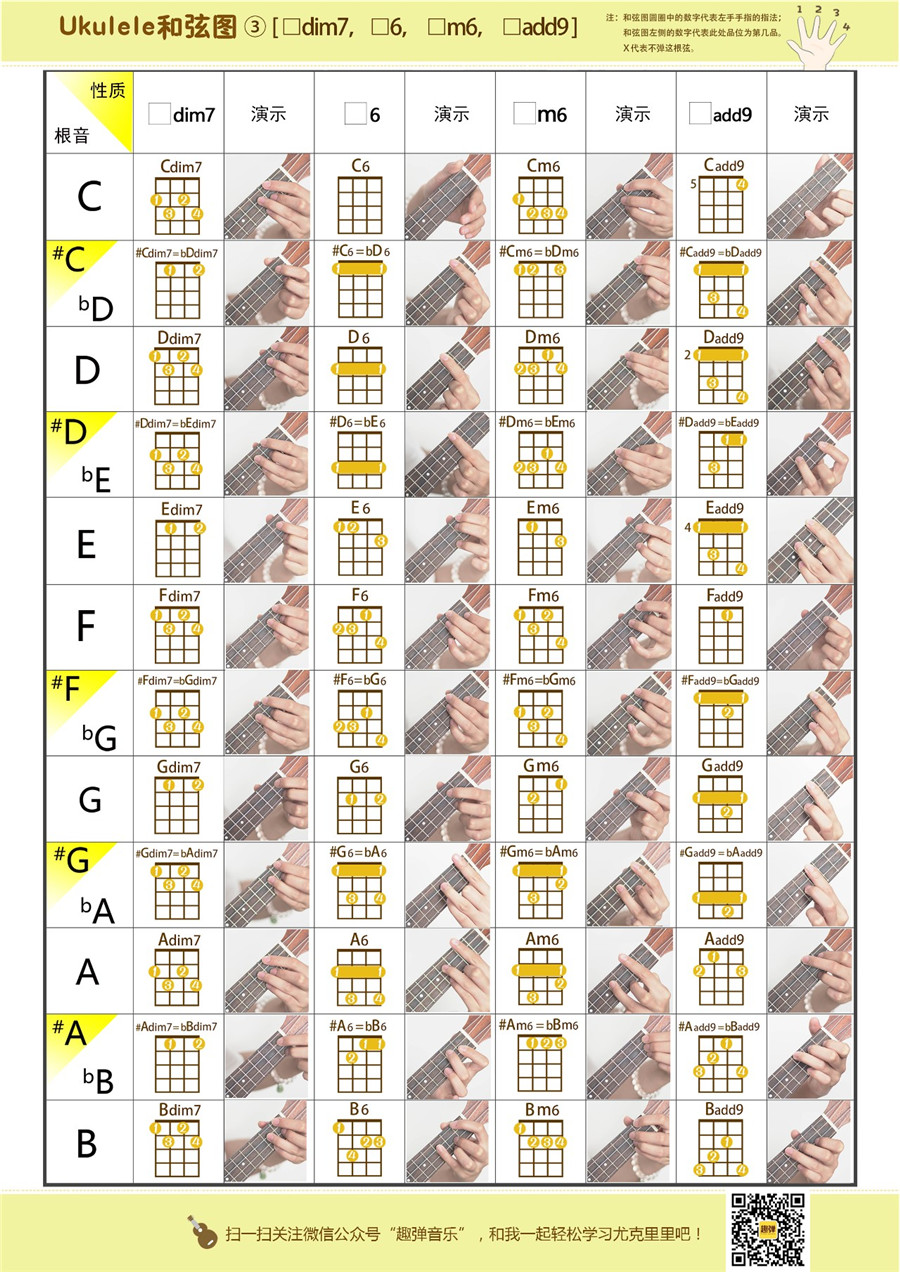 Ukulele和弦图 ③ [□dim7, □6, □m6, □add9]
注：和弦图圆圈中的数字代表左手手指的指法；
和弦图左侧的数字代表此处品位为第几品。
X代表不弹这根弦。
1 2 3 4
性质
根音
□dim7 演示 □6 演示 □m6 演示 □add9 演示
C Cdim7 C6 Cm6 Cadd9
5
#C bD #Cdim7=bDdim7 #C6=bD6 #Cm6=bDm6 #Cadd9=bDadd9
D Ddim7 D6 Dm6 Dadd9
2
#D bE #Ddim7=bEdim7 #D6=bE6 #Dm6=bEm6 #Dadd9=bEadd9
E Edim7 E6 Em6 Eadd9
4
F Fdim7 F6 Fm6 Fadd9
#F bG #Fdim7=bGdim7 #F6=bG6 #Fm6=bGm6 #Fadd9=bGadd9
G Gdim7 G6 Gm6 Gadd9
#G bA #Gdim7=bAdim7 #G6=bA6 #Gm6=bAm6 #Gadd9=bAadd9
A Adim7 A6 Am6 Aadd9
#A bB #Adim7=bBdim7 #A6=bB6 #Am6=bBm6 #Aadd9=bBadd9
B Bdim7 B6 Bm6 Badd9
扫一扫关注微信公众号“趣弹音乐”，和我一起轻松学习尤克里里吧！